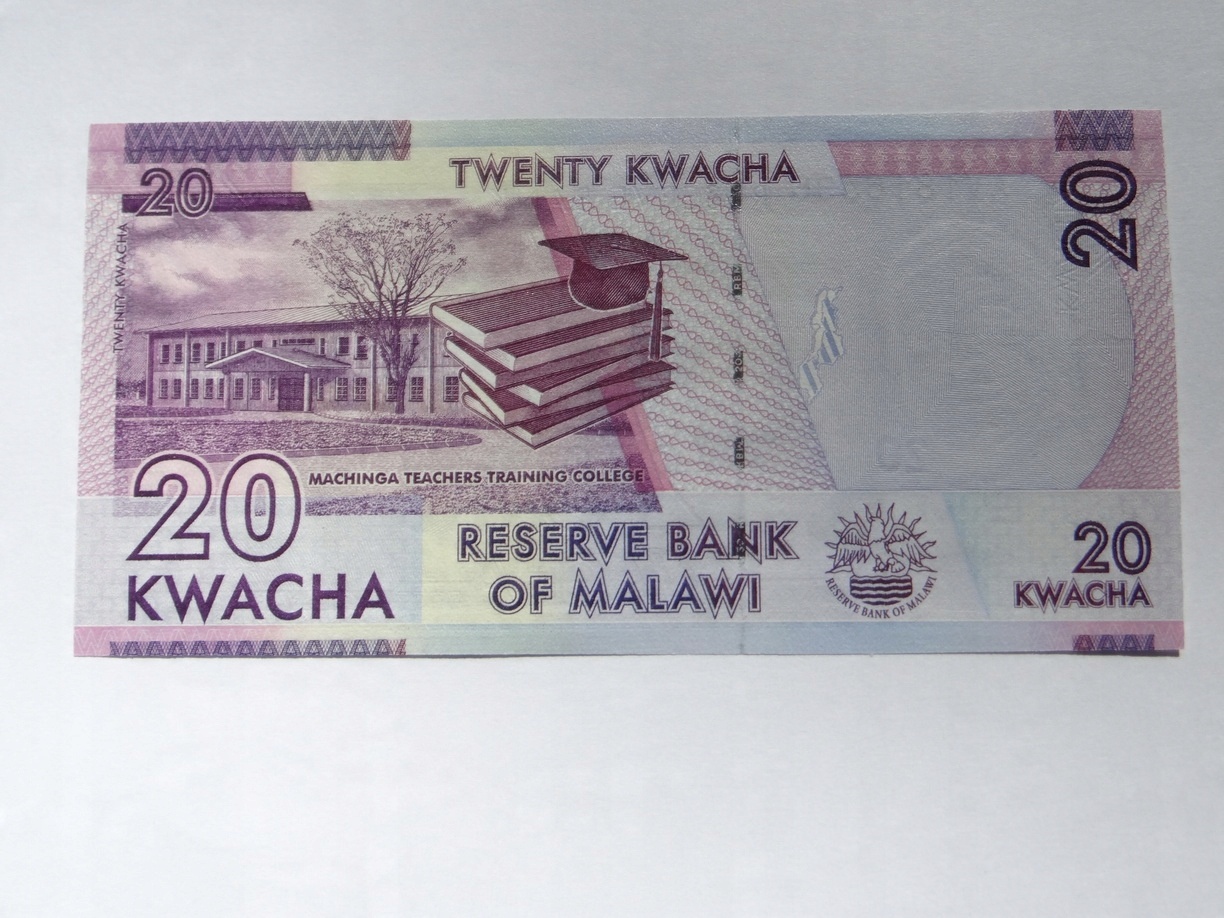 TWENTY KWACHA
20
20
TWENTY KWACHA
MACHINGA TEACHERS TRAINING COLLEGE
20
KWACHA
RESERVE BANK
OF MALAWI
RESERVE BANK OF MALAWI
20
KWACHA